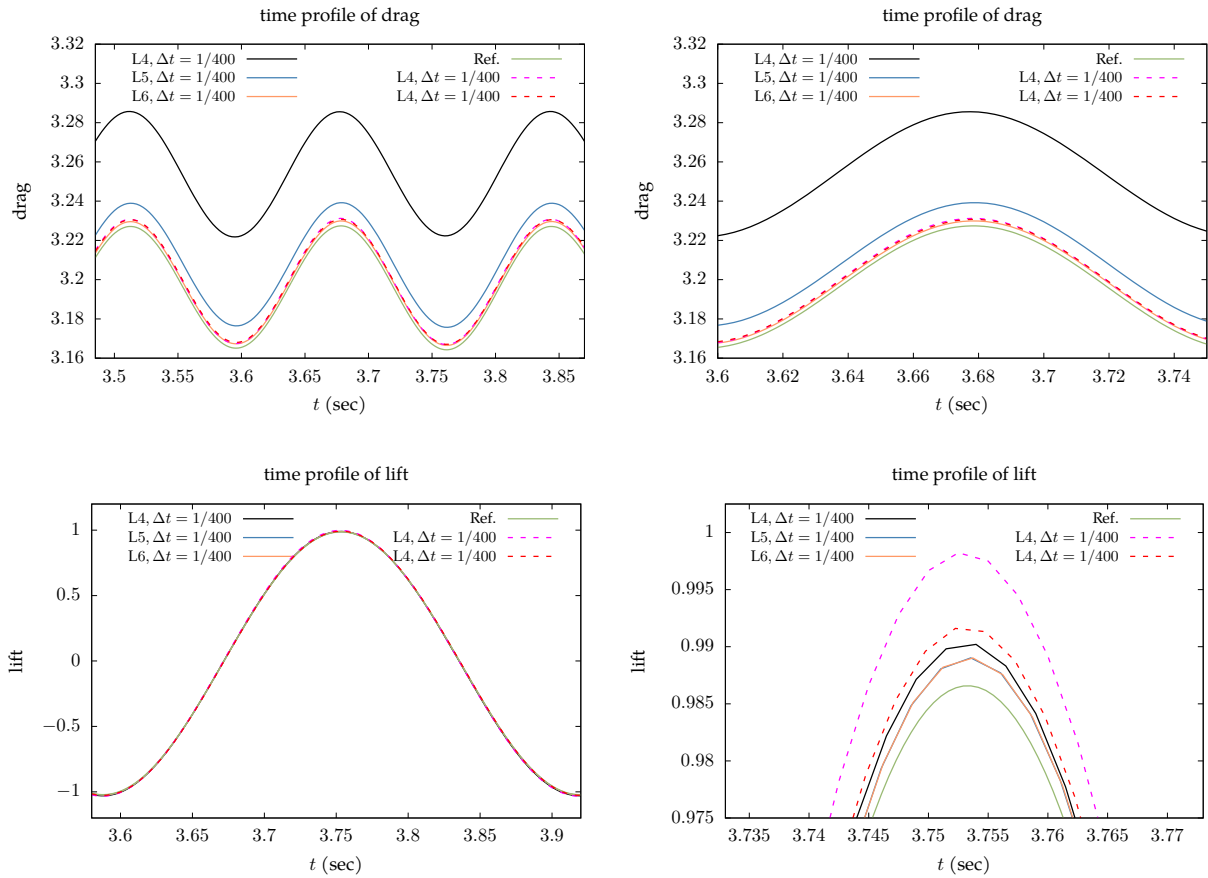 time profile of drag
3.32
3.3
3.28
3.26
3.24
3.22
3.2
3.18
3.16
drag
L4, Δt = 1/400
L5, Δt = 1/400
L6, Δt = 1/400
Ref.
L4, Δt = 1/400
L4, Δt = 1/400
3.5 3.55 3.6 3.65 3.7 3.75 3.8 3.85
t (sec)
time profile of drag
3.32
3.3
3.28
3.26
3.24
3.22
3.2
3.18
3.16
drag
L4, Δt = 1/400
L5, Δt = 1/400
L6, Δt = 1/400
Ref.
L4, Δt = 1/400
L4, Δt = 1/400
3.6 3.62 3.64 3.66 3.68 3.7 3.72 3.74
t (sec)
time profile of lift
1
0.5
0
−0.5
−1
lift
L4, Δt = 1/400
L5, Δt = 1/400
L6, Δt = 1/400
Ref.
L4, Δt = 1/400
L4, Δt = 1/400
3.6 3.65 3.7 3.75 3.8 3.85 3.9
t (sec)
time profile of lift
1
0.995
0.99
0.985
0.98
0.975
lift
L4, Δt = 1/400
L5, Δt = 1/400
L6, Δt = 1/400
Ref.
L4, Δt = 1/400
L4, Δt = 1/400
3.735 3.74 3.745 3.75 3.755 3.76 3.765 3.77
t (sec)